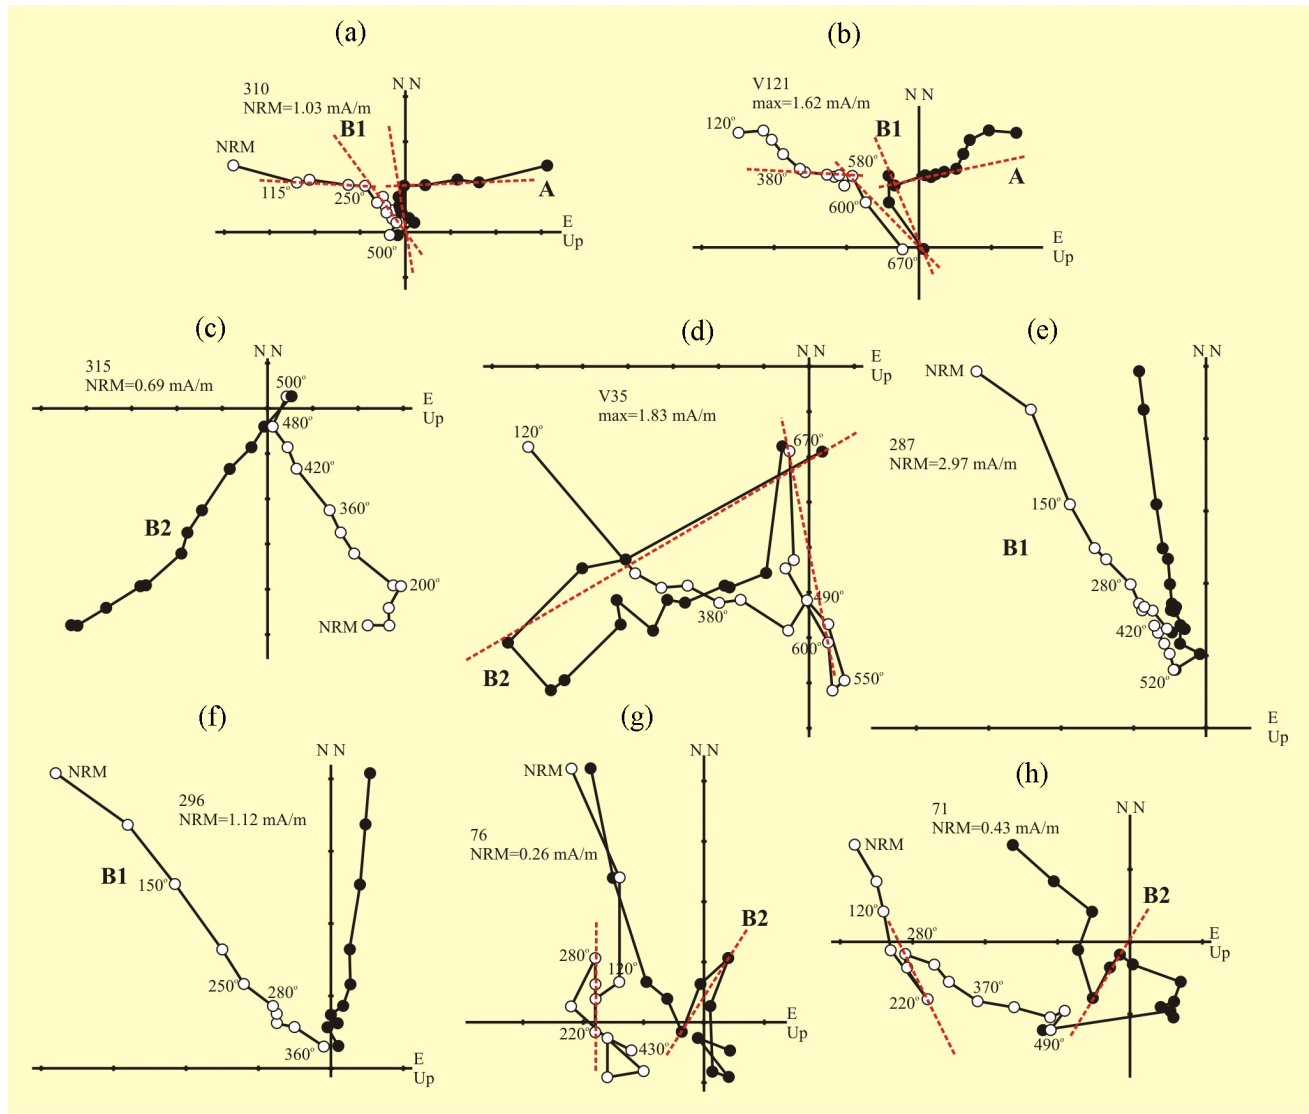 (a)
310
NRM=1.03 mA/m
N N
B1
NRM
115°
250°
A
E
Up
500°
(b)
V121
max=1.62 mA/m
N N
120°
B1
580°
380°
A
600°
E
Up
670°
(c)
315
NRM=0.69 mA/m
N N
500°
E
Up
480°
420°
360°
B2
200°
NRM
(d)
N N
E
Up
V35
max=1.83 mA/m
120°
670°
490°
380°
600°
B2
550°
(e)
N N
NRM
287
NRM=2.97 mA/m
150°
B1
280°
420°
520°
E
Up
(f)
N N
NRM
296
NRM=1.12 mA/m
B1
150°
250°
280°
360°
E
Up
(g)
N N
NRM
76
NRM=0.26 mA/m
B2
280°
120°
E
Up
220°
430°
(h)
71
NRM=0.43 mA/m
N N
NRM
B2
120°
280°
E
Up
370°
220°
490°